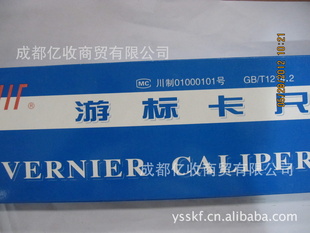 成都亿收商贸有限公司
MC 川制01000101号 GB/T12
游标卡尺
VERNIER CALIPER
成都亿收商贸有限公司
ysskf.cn.alibaba.com